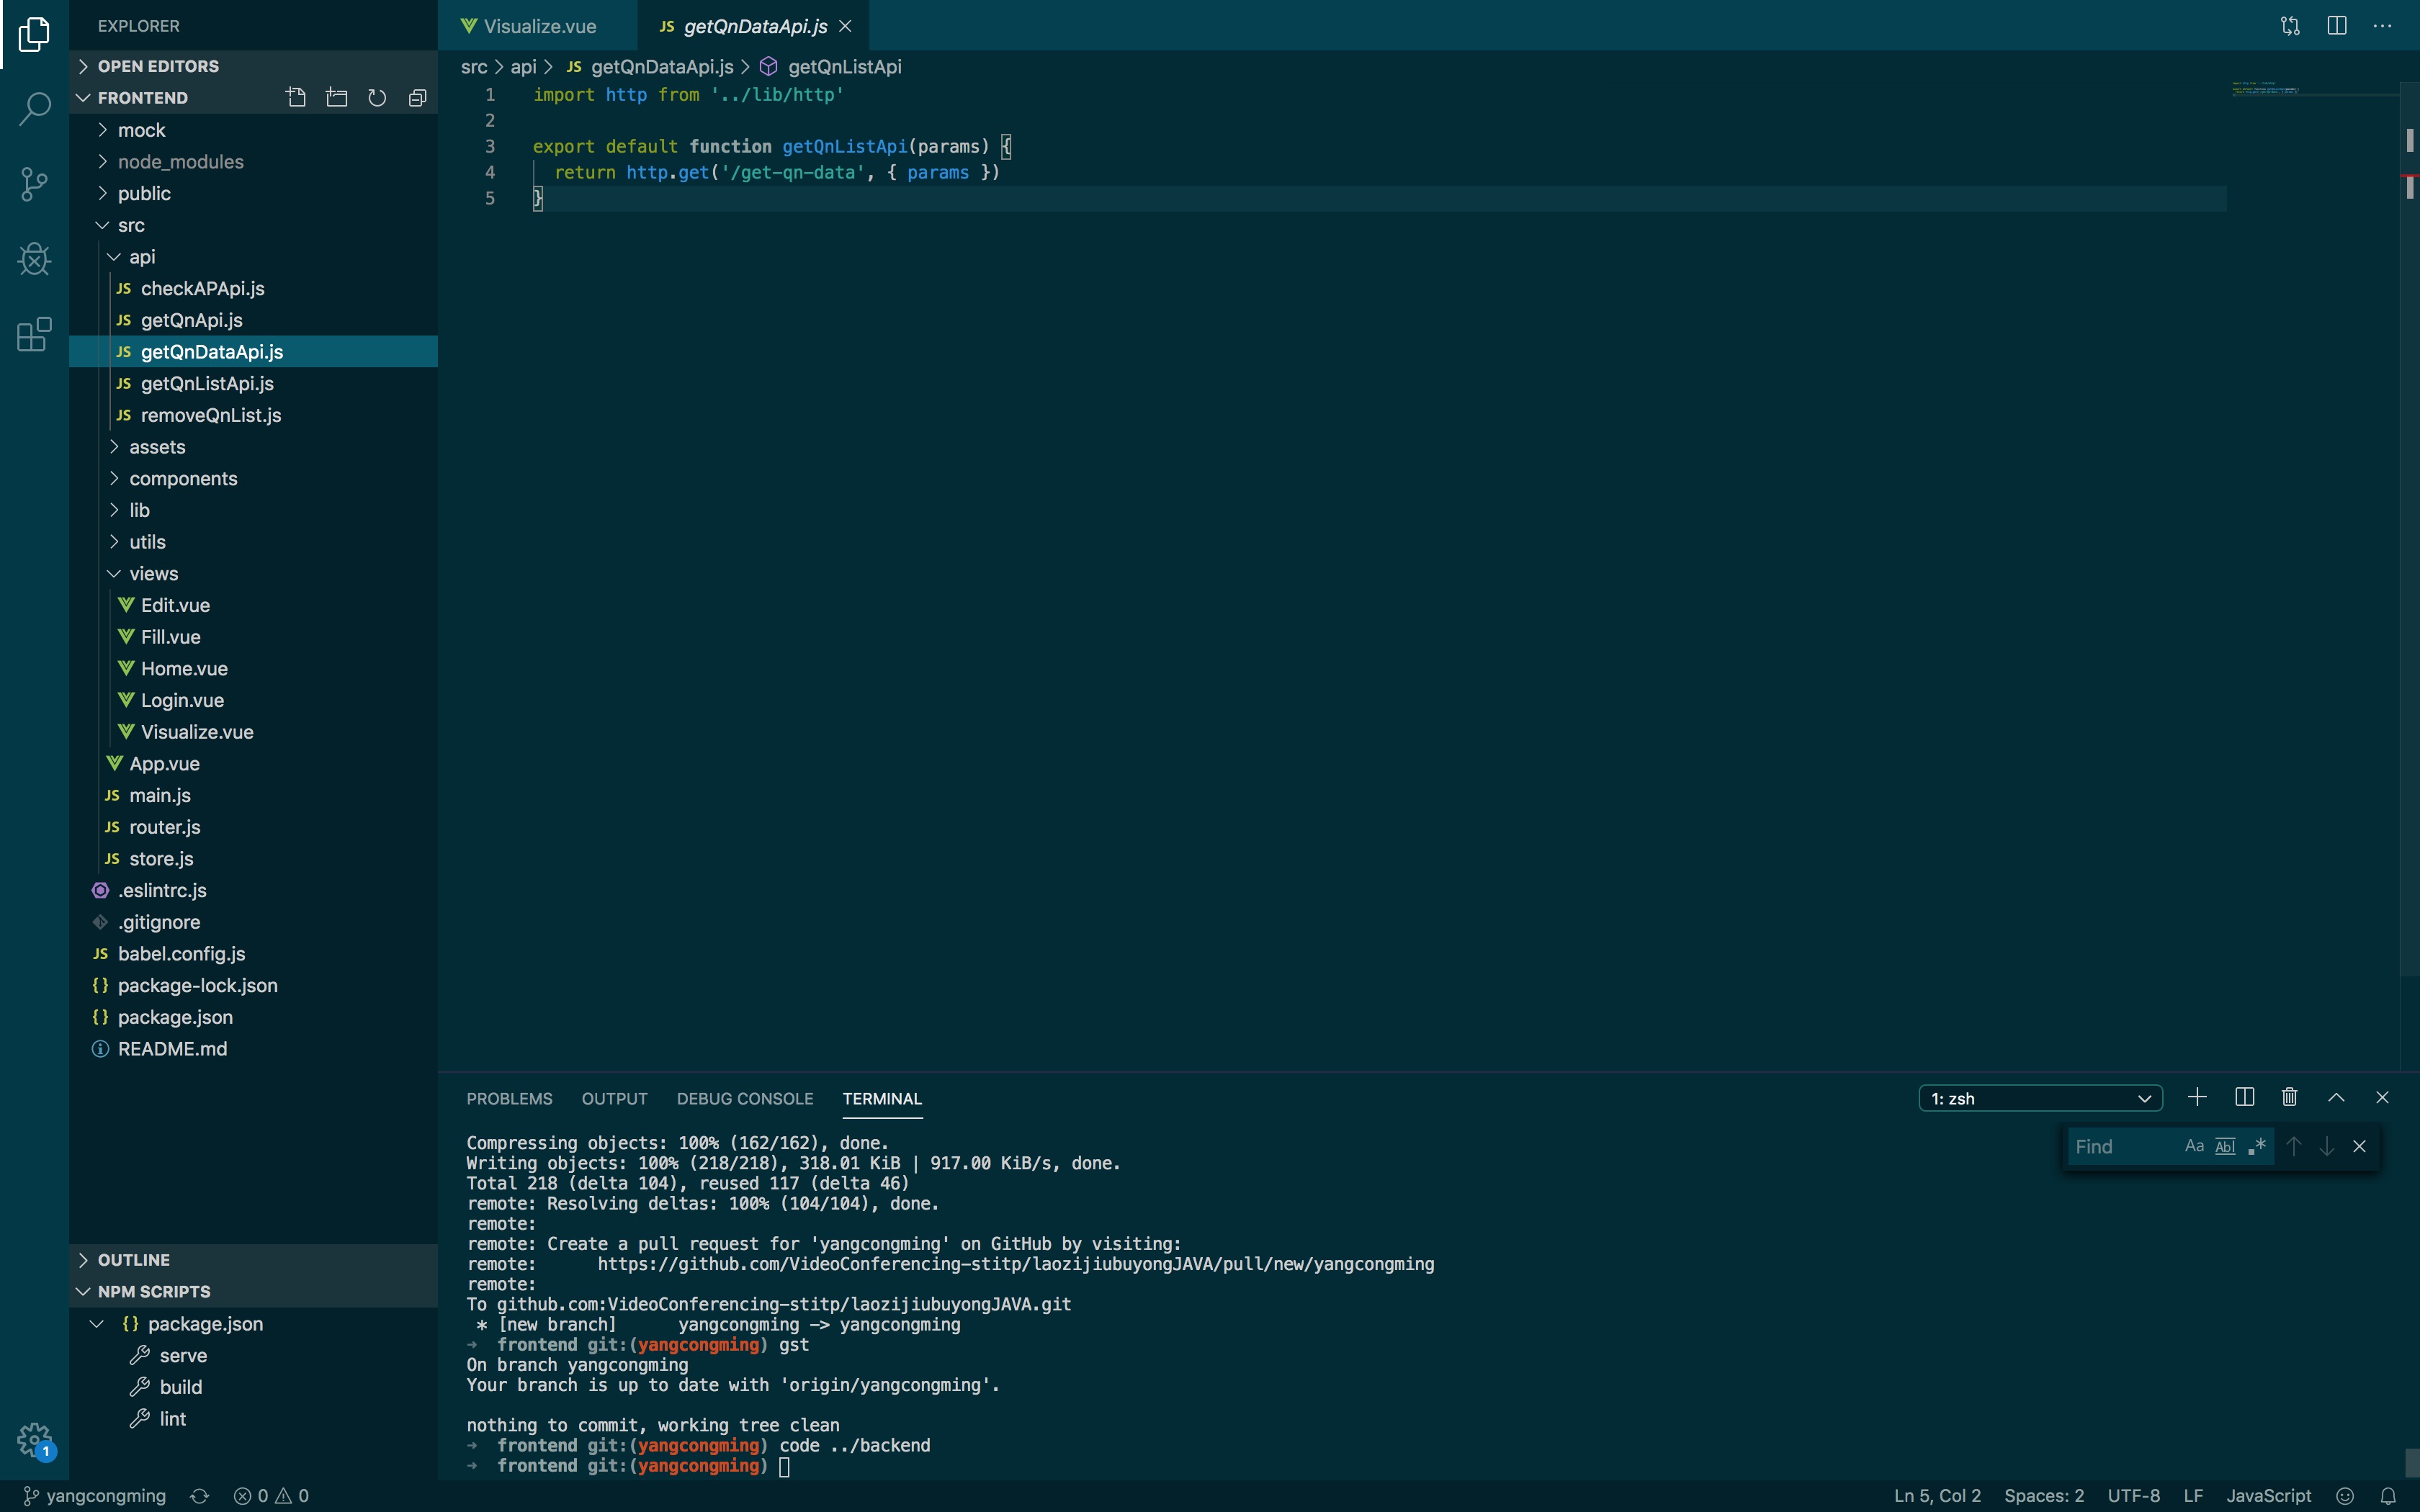 EXPLORER
OPEN EDITORS
FRONTEND
mock
node_modules
public
src
api
JS checkAPApi.js
JS getQnApi.js
JS getQnDataApi.js
JS getQnListApi.js
JS removeQnList.js
assets
components
lib
utils
views
Edit.vue
Fill.vue
Home.vue
Login.vue
Visualize.vue
App.vue
JS main.js
JS router.js
JS store.js
.eslintrc.js
.gitignore
JS babel.config.js
{} package-lock.json
{} package.json
README.md
OUTLINE
NPM SCRIPTS
{} package.json
serve
build
lint
1
Visualize.vue
JS getQnDataApi.js
src > api > JS getQnDataApi.js > getQnListApi
1 import http from '../lib/http'
2
3 export default function getQnListApi(params) {
4 return http.get('/get-qn-data', { params })
5 }
PROBLEMS OUTPUT DEBUG CONSOLE TERMINAL
1: zsh
Find Aa Abl .*
Compressing objects: 100% (162/162), done.
Writing objects: 100% (218/218), 318.01 KiB | 917.00 KiB/s, done.
Total 218 (delta 104), reused 117 (delta 46)
remote: Resolving deltas: 100% (104/104), done.
remote:
remote: Create a pull request for 'yangcongming' on GitHub by visiting:
remote:      https://github.com/VideoConferencing-stitp/laozijiubuyongJAVA/pull/new/yangcongming
remote:
To github.com:VideoConferencing-stitp/laozijiubuyongJAVA.git
 * [new branch]      yangcongming -> yangcongming
→ frontend git:(yangcongming) gst
On branch yangcongming
Your branch is up to date with 'origin/yangcongming'.
nothing to commit, working tree clean
→ frontend git:(yangcongming) code ../backend
→ frontend git:(yangcongming)
yangcongming 0 0 Ln 5, Col 2 Spaces: 2 UTF-8 LF JavaScript